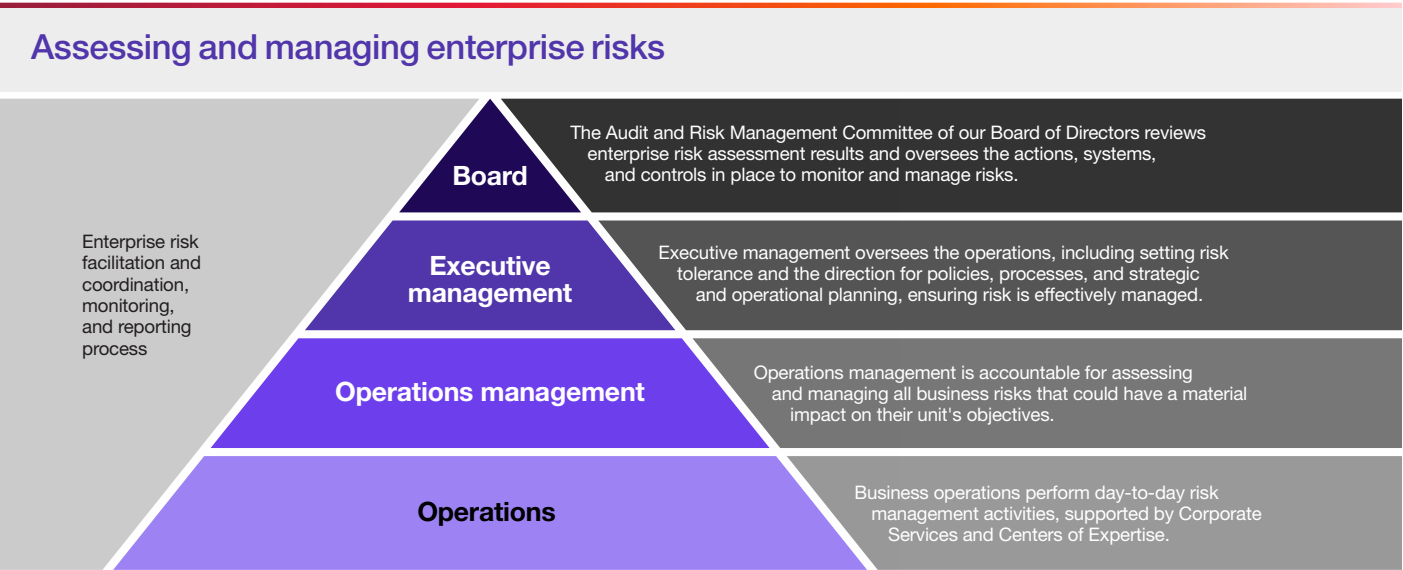 Assessing and managing enterprise risks
Enterprise risk
facilitation and
coordination,
monitoring,
and reporting
process
Board
The Audit and Risk Management Committee of our Board of Directors reviews
enterprise risk assessment results and oversees the actions, systems,
and controls in place to monitor and manage risks.
Executive
management
Executive management oversees the operations, including setting risk
tolerance and the direction for policies, processes, and strategic
and operational planning, ensuring risk is effectively managed.
Operations management
Operations management is accountable for assessing
and managing all business risks that could have a material
impact on their unit's objectives.
Operations
Business operations perform day-to-day risk
management activities, supported by Corporate
Services and Centers of Expertise.